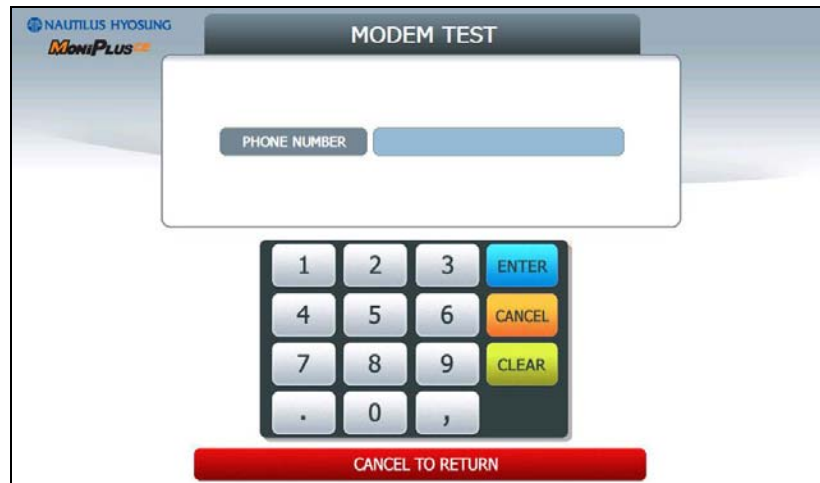 NAUTILUS HYOSUNG
MoniPlus CE
MODEM TEST
PHONE NUMBER
1 2 3 ENTER
4 5 6 CANCEL
7 8 9 CLEAR
. 0 ,
CANCEL TO RETURN